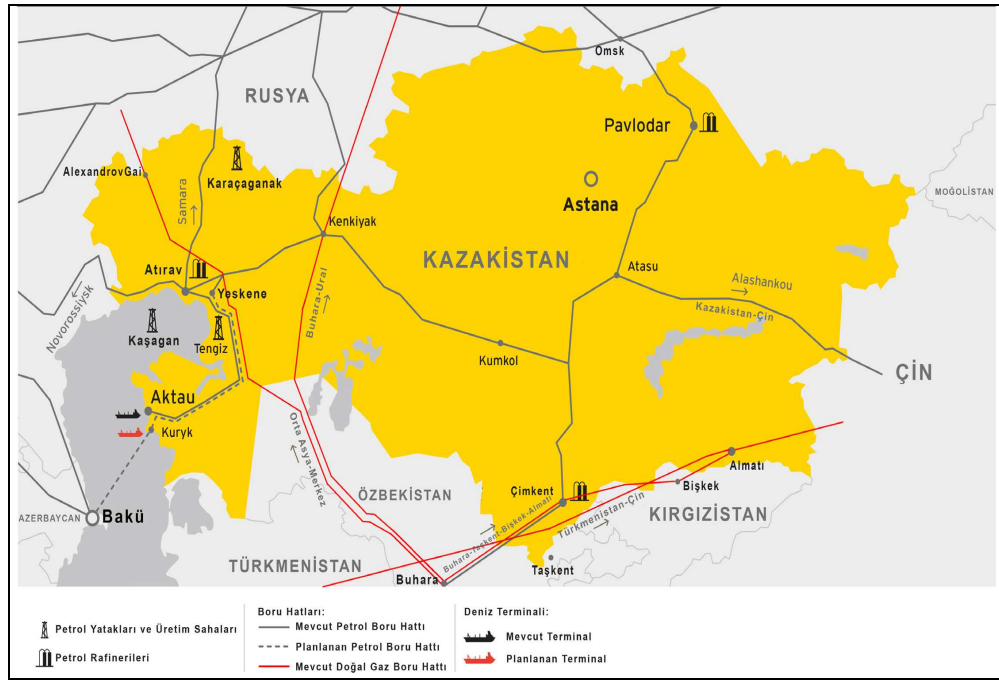 Omsk
RUSYA
Pavlodar
AlexandrovGai
Karaçaganak
MOĞOLİSTAN
Astana
Samara
Kenkiyak
KAZAKİSTAN
Atırav
Atasu
Alashankou
Yeskene
Kazakistan-Çin
Novorossiysk
Buhara-Ural
Kaşagan
Tengiz
Kumkol
ÇİN
Aktau
Kuryk
Orta Asya-Merkez
Almatı
ÖZBEKİSTAN
Çimkent
Bişkek
AZERBAYCAN
Bakü
KIRGIZİSTAN
Türkmenistan-Çin
Buhara-Taşkent-Bişkek-Almatı
TÜRKMENİSTAN
Buhara
Taşkent
Petrol Yatakları ve Üretim Sahaları
Petrol Rafinerileri
Boru Hatları:
Mevcut Petrol Boru Hattı
Planlanan Petrol Boru Hattı
Mevcut Doğal Gaz Boru Hattı
Deniz Terminali:
Mevcut Terminal
Planlanan Terminal